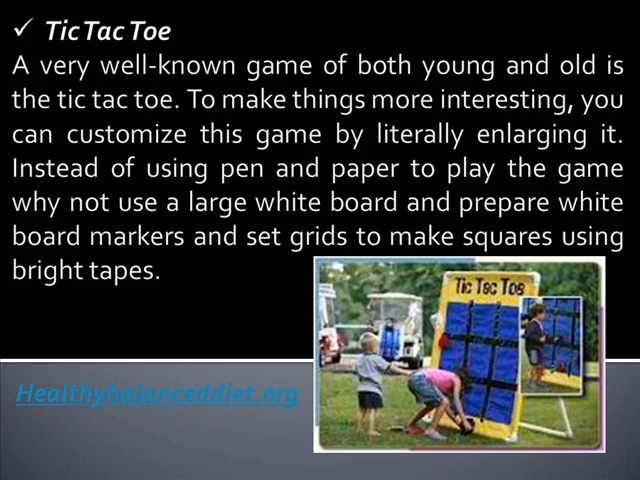 ✓ Tic Tac Toe
A very well-known game of both young and old is
the tic tac toe. To make things more interesting, you
can customize this game by literally enlarging it.
Instead of using pen and paper to play the game
why not use a large white board and prepare white
board markers and set grids to make squares using
bright tapes.
Tic Tac Toe
Healthybalanceddiet.org